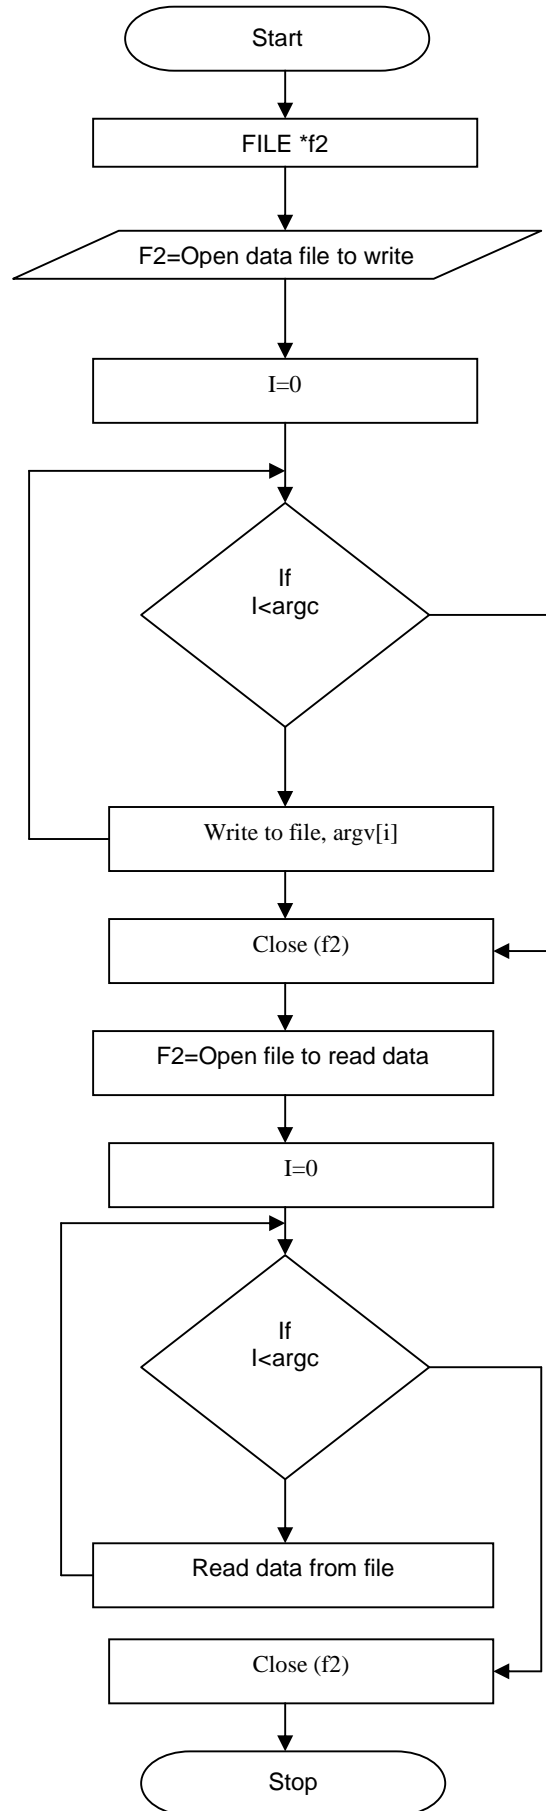 Start
FILE *f2
F2=Open data file to write
I=0
If
I<argc
Write to file, argv[i]
Close (f2)
F2=Open file to read data
I=0
If
I<argc
Read data from file
Close (f2)
Stop